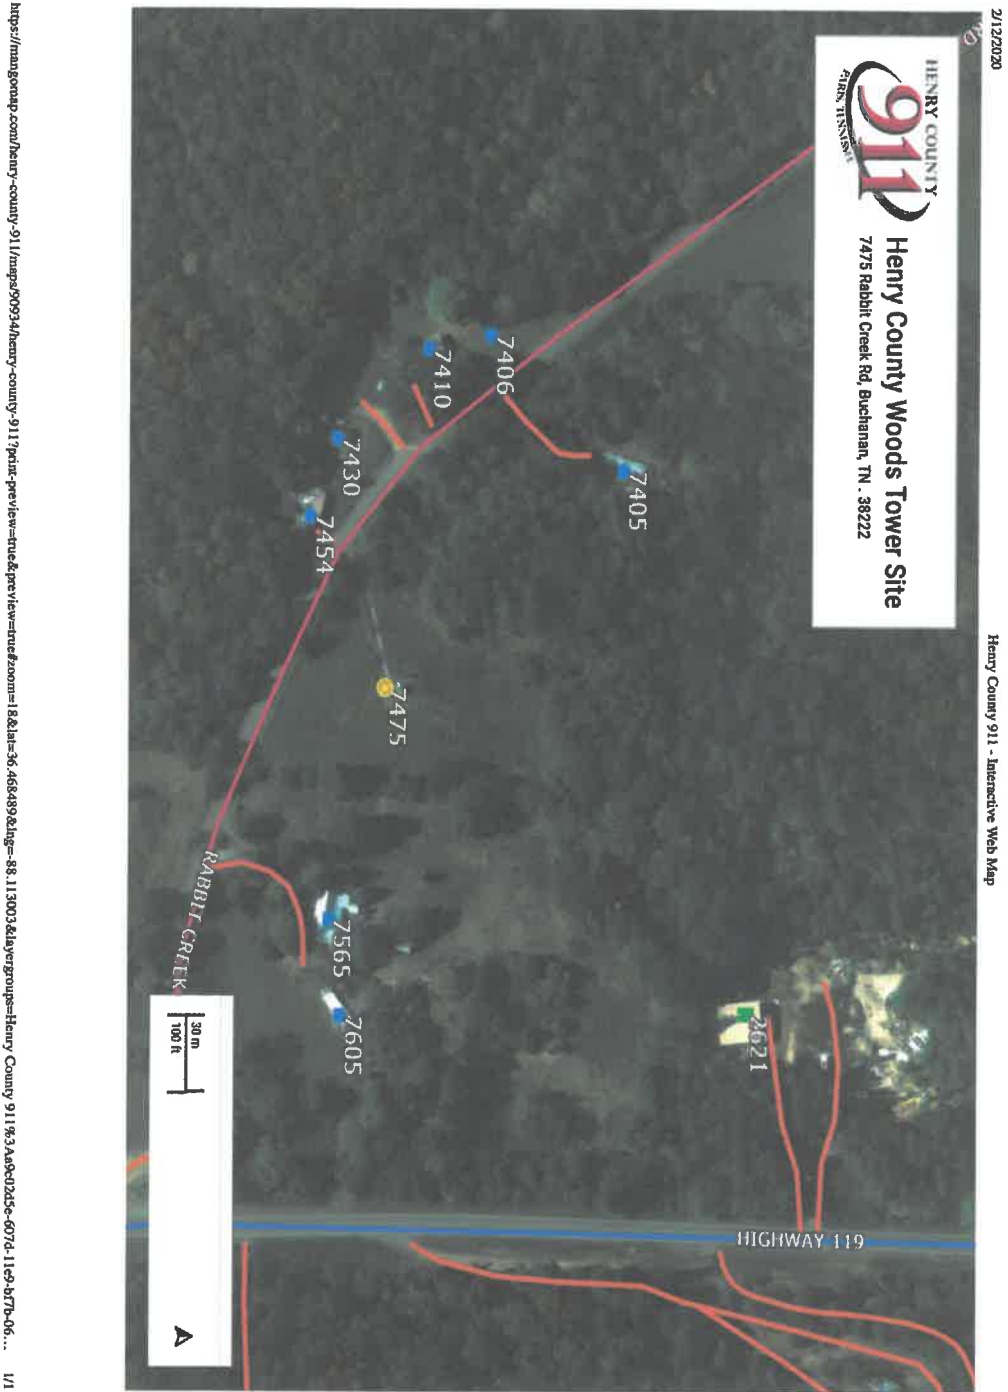 2/12/2020
Henry County 911 - Interactive Web Map
HENRY COUNTY
911
PARIS, TENNESSEE
Henry County Woods Tower Site
7475 Rabbit Creek Rd, Buchanan, TN . 38222
RD
7405
7406
7410
7430
7454
7475
2621
HIGHWAY 119
7565
7605
RABBIT CREEK
30 m
100 ft
https://mangomap.com/henry-county-911/maps/90934/henry-county-911?print-preview=true&preview=true#zoom=18&lat=36.468489&lng=-88.113003&layergroups=Henry County 911%3Aa9c02d5e-607d-11e9-bf7b-06... 1/1